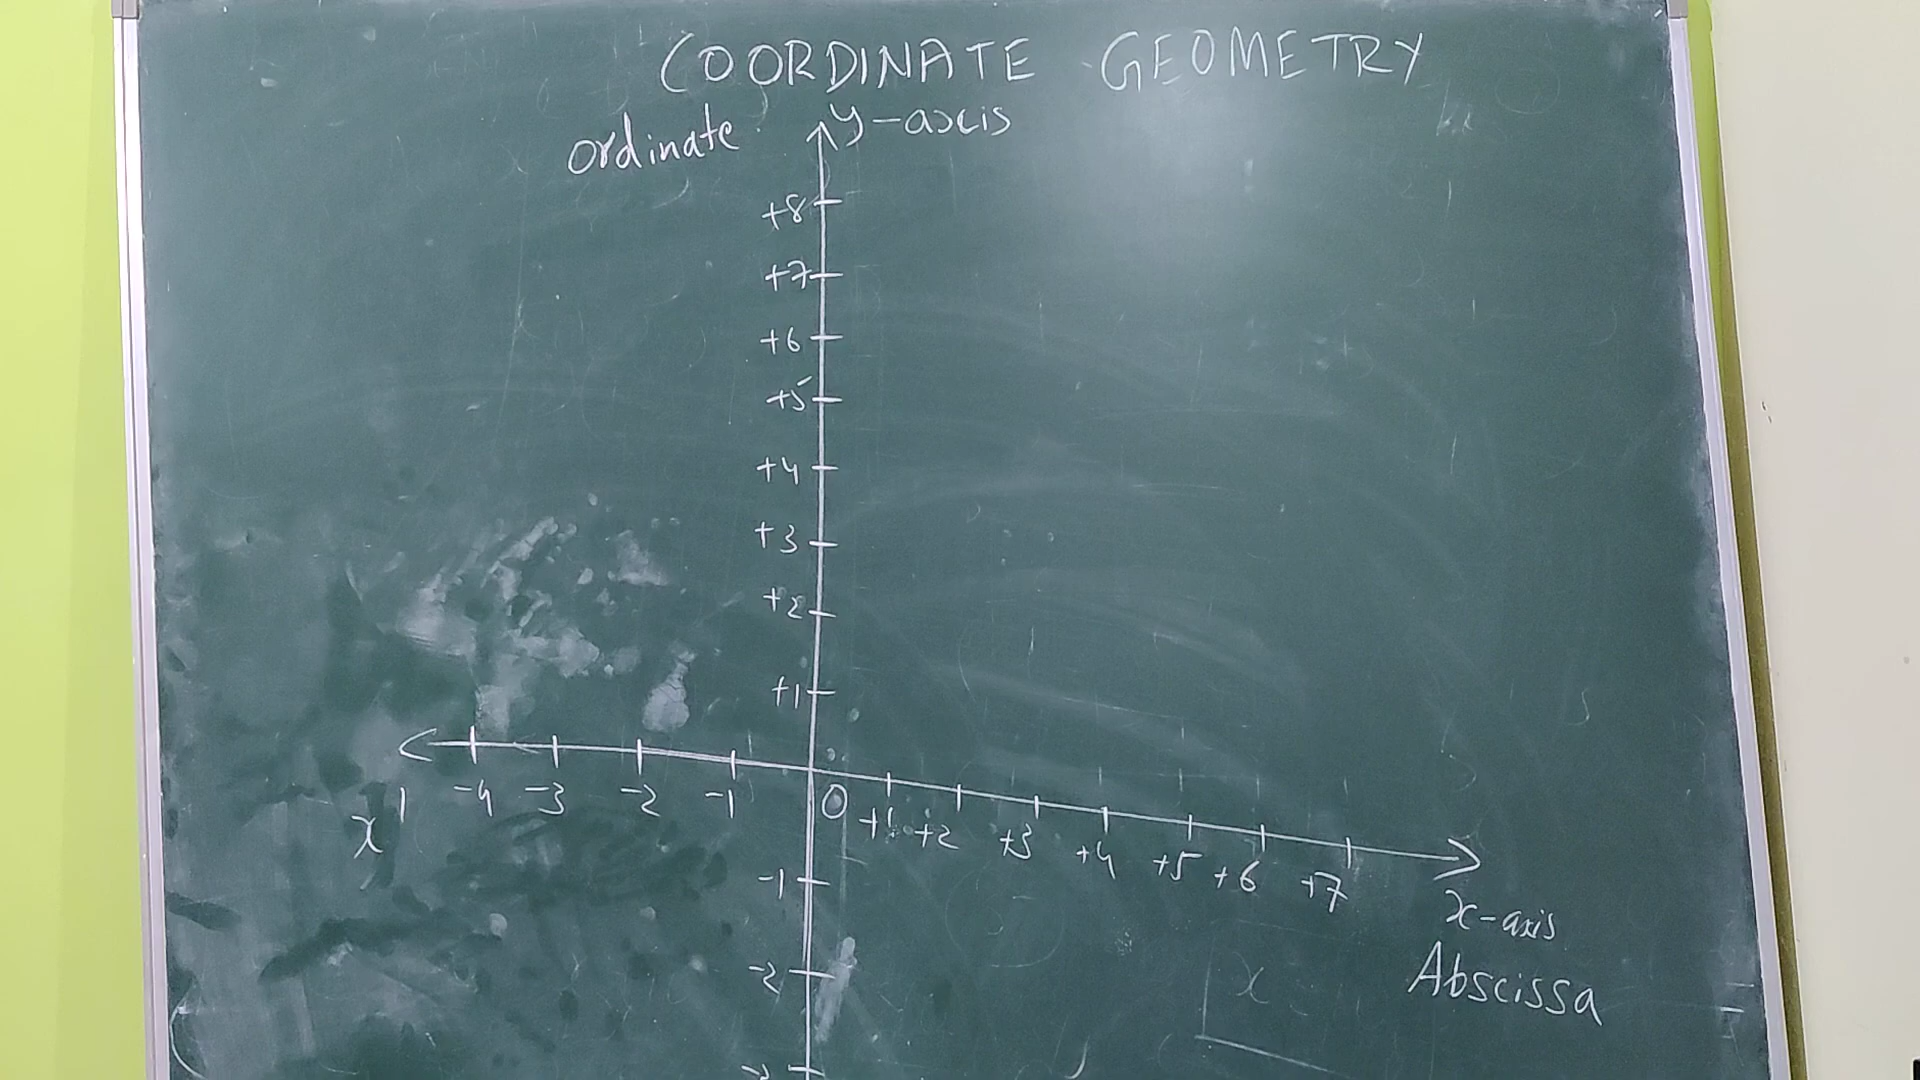 COORDINATE GEOMETRY
ordinate y-axis
+8
+7
+6
+5
+4
+3
+2
+1
-4 -3 -2 -1 0 +1 +2 +3 +4 +5 +6 +7
x'
-1
x-axis
-2
Abscissa
x